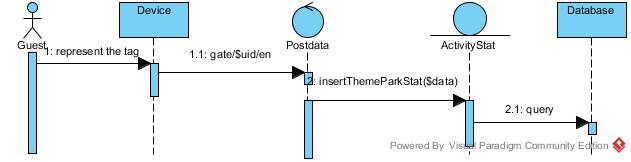 Device
Database
Guest
Postdata
ActivityStat
1: represent the tag
1.1: gate/$uid/en
2: insertThemeParkStat($data)
2.1: query
Powered By Visual Paradigm Community Edition